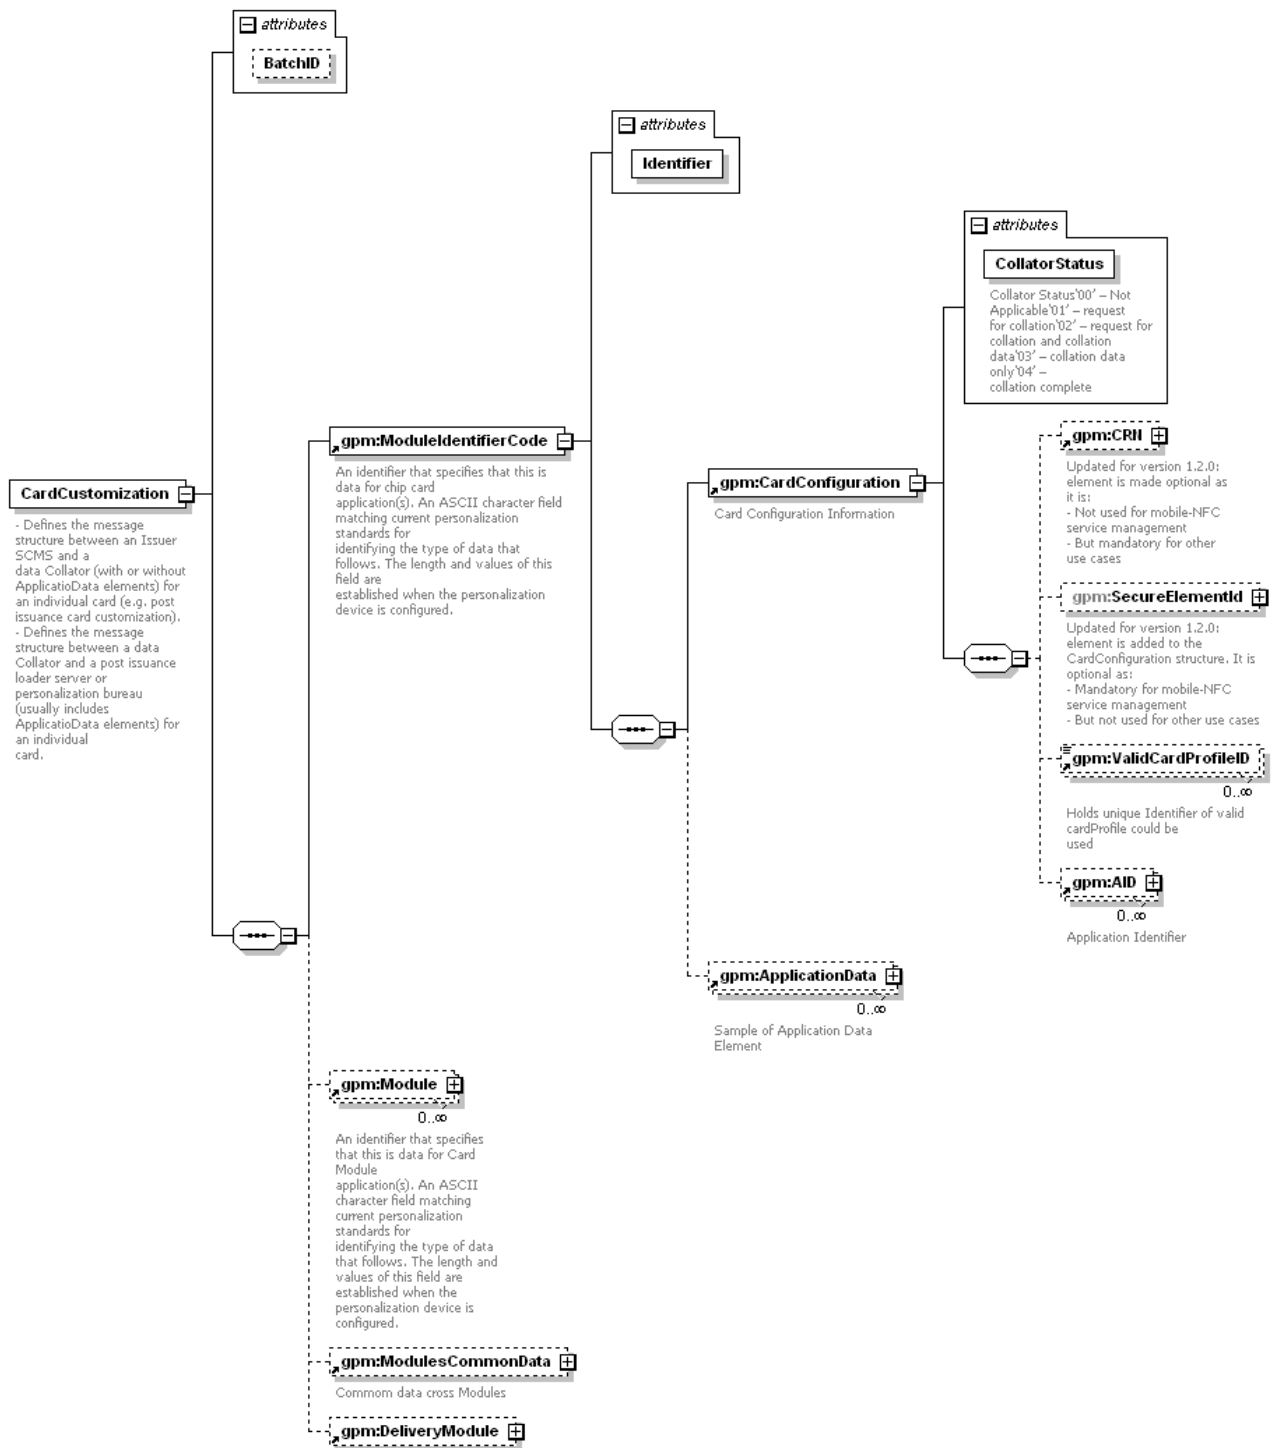 attributes
BatchID
attributes
Identifier
attributes
CollatorStatus
Collator Status'00' – Not
Applicable'01' – request
for collation'02' – request for
collation and collation
data'03' – collation data
only'04' –
collation complete
CardCustomization
- Defines the message
structure between an Issuer
SCMS and a
data Collator (with or without
ApplicatioData elements) for
an individual card (e.g. post
issuance card customization).
- Defines the message
structure between a data
Collator and a post issuance
loader server or
personalization bureau
(usually includes
ApplicatioData elements) for
an individual
card.
gpm:ModuleIdentifierCode
An identifier that specifies that this is
data for chip card
application(s). An ASCII character field
matching current personalization
standards for
identifying the type of data that
follows. The length and values of this
field are
established when the personalization
device is configured.
gpm:CardConfiguration
Card Configuration Information
gpm:CRN
Updated for version 1.2.0:
element is made optional as
it is:
- Not used for mobile-NFC
service management
- But mandatory for other
use cases
gpm:SecureElementId
Updated for version 1.2.0:
element is added to the
CardConfiguration structure. It is
optional as:
- Mandatory for mobile-NFC
service management
- But not used for other use cases
gpm:ValidCardProfileID
0..∞
Holds unique Identifier of valid
cardProfile could be
used
gpm:AID
0..∞
Application Identifier
gpm:ApplicationData
0..∞
Sample of Application Data
Element
gpm:Module
0..∞
An identifier that specifies
that this is data for Card
Module
application(s). An ASCII
character field matching
current personalization
standards for
identifying the type of data
that follows. The length and
values of this field are
established when the
personalization device is
configured.
gpm:ModulesCommonData
Commom data cross Modules
gpm:DeliveryModule